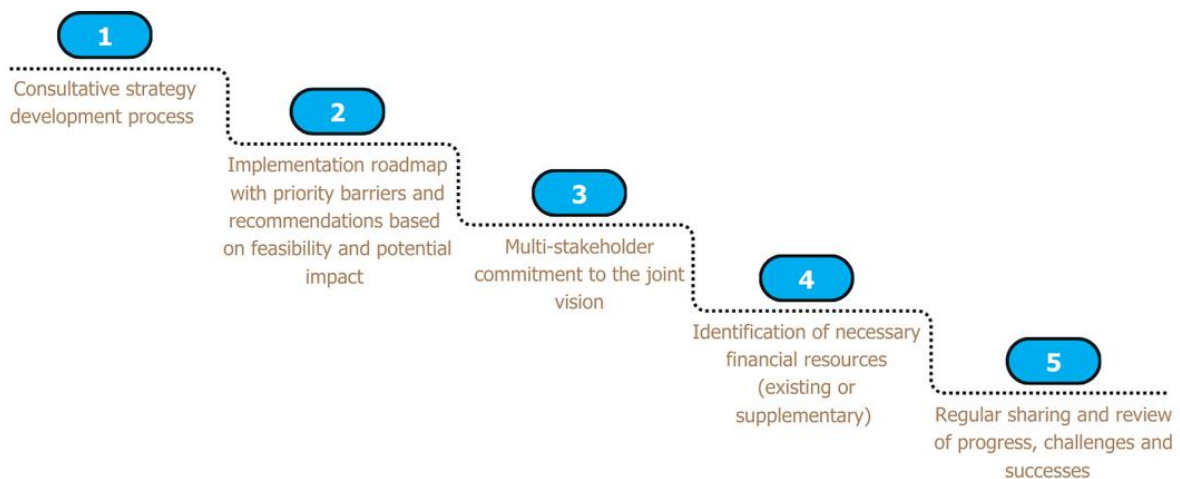 1
Consultative strategy
development process
2
Implementation roadmap
with priority barriers and
recommendations based
on feasibility and potential
impact
3
Multi-stakeholder
commitment to the joint
vision
4
Identification of necessary
financial resources
(existing or
supplementary)
5
Regular sharing and review
of progress, challenges and
successes